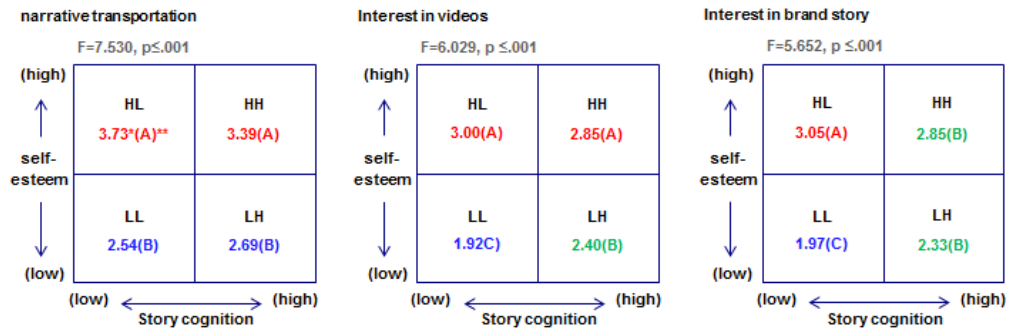 narrative transportation
F=7.530, p≤.001
(high)
self-
esteem
(low)
HL
3.73*(A)**
HH
3.39(A)
LL
2.54(B)
LH
2.69(B)
(low)
(high)
Story cognition
Interest in videos
F=6.029, p ≤.001
(high)
self-
esteem
(low)
HL
3.00(A)
HH
2.85(A)
LL
1.92C)
LH
2.40(B)
(low)
(high)
Story cognition
Interest in brand story
F=5.652, p ≤.001
(high)
self-
esteem
(low)
HL
3.05(A)
HH
2.85(B)
LL
1.97(C)
LH
2.33(B)
(low)
(high)
Story cognition